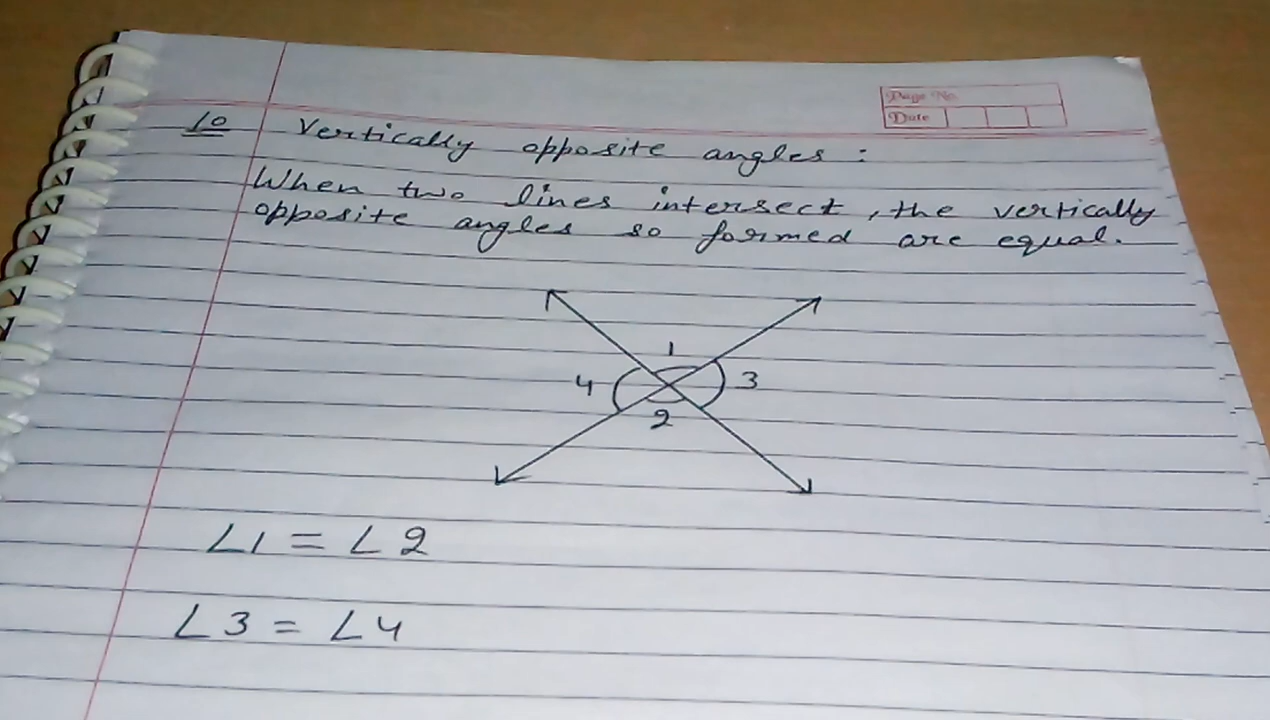 Page No.
Date
10 Vertically opposite angles :
When two lines intersect, the vertically
opposite angles so formed are equal.
1
4 3
2
∠1 = ∠2
∠3 = ∠4